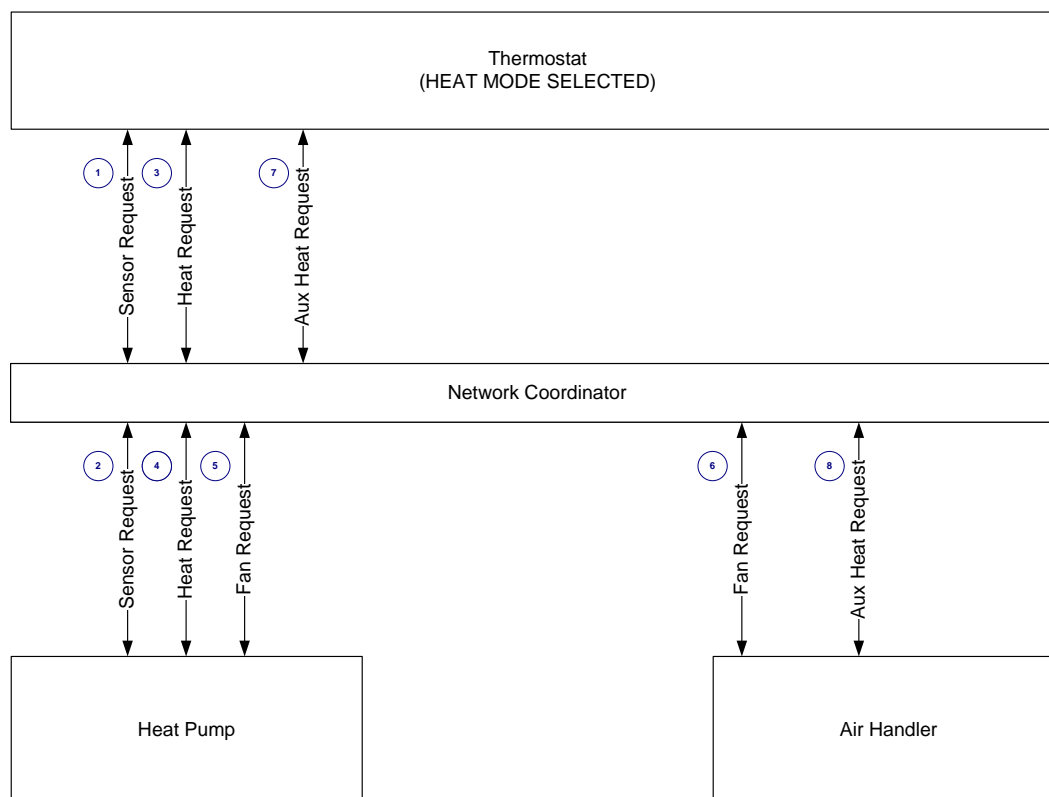 Thermostat
(HEAT MODE SELECTED)
1
Sensor Request
3
Heat Request
7
Aux Heat Request
Network Coordinator
2
Sensor Request
4
Heat Request
5
Fan Request
6
Fan Request
8
Aux Heat Request
Heat Pump
Air Handler